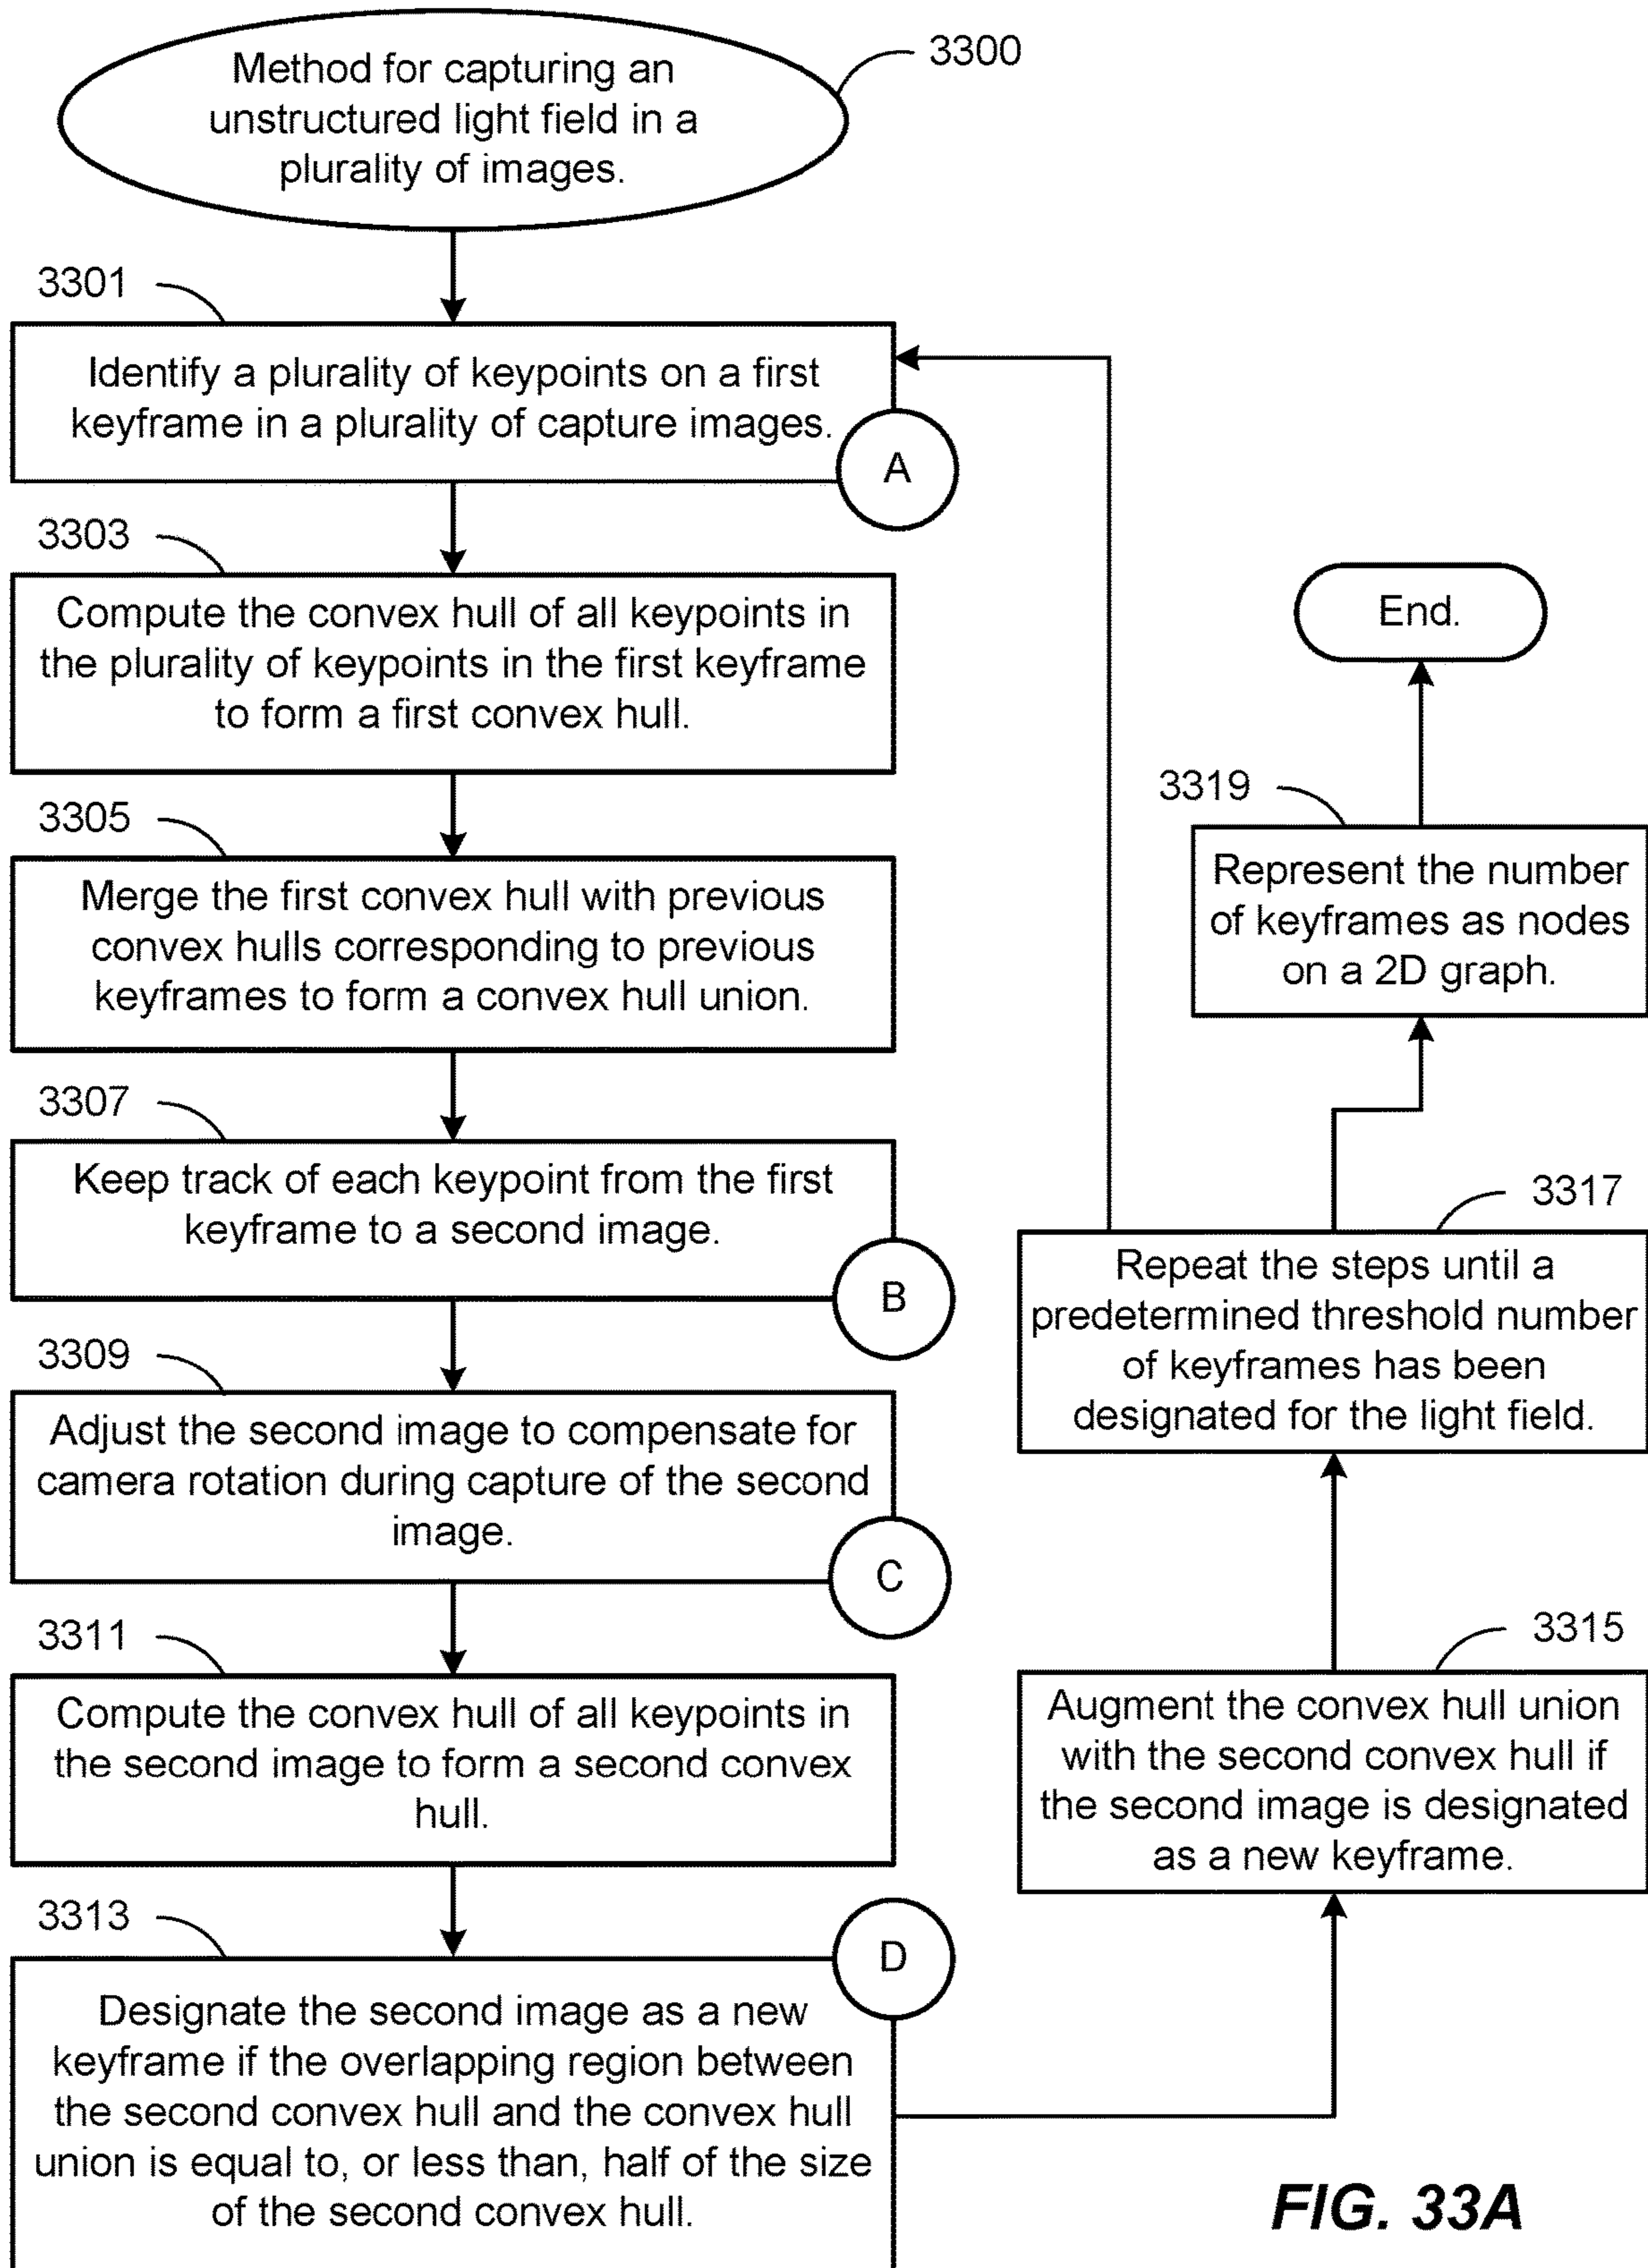 3300
Method for capturing an
unstructured light field in a
plurality of images.
3301
Identify a plurality of keypoints on a first
keyframe in a plurality of capture images.
A
3303
Compute the convex hull of all keypoints in
the plurality of keypoints in the first keyframe
to form a first convex hull.
3305
Merge the first convex hull with previous
convex hulls corresponding to previous
keyframes to form a convex hull union.
3307
Keep track of each keypoint from the first
keyframe to a second image.
B
3309
Adjust the second image to compensate for
camera rotation during capture of the second
image.
C
3311
Compute the convex hull of all keypoints in
the second image to form a second convex
hull.
3313
D
Designate the second image as a new
keyframe if the overlapping region between
the second convex hull and the convex hull
union is equal to, or less than, half of the size
of the second convex hull.
3315
Augment the convex hull union
with the second convex hull if
the second image is designated
as a new keyframe.
3317
Repeat the steps until a
predetermined threshold number
of keyframes has been
designated for the light field.
3319
Represent the number
of keyframes as nodes
on a 2D graph.
End.
FIG. 33A